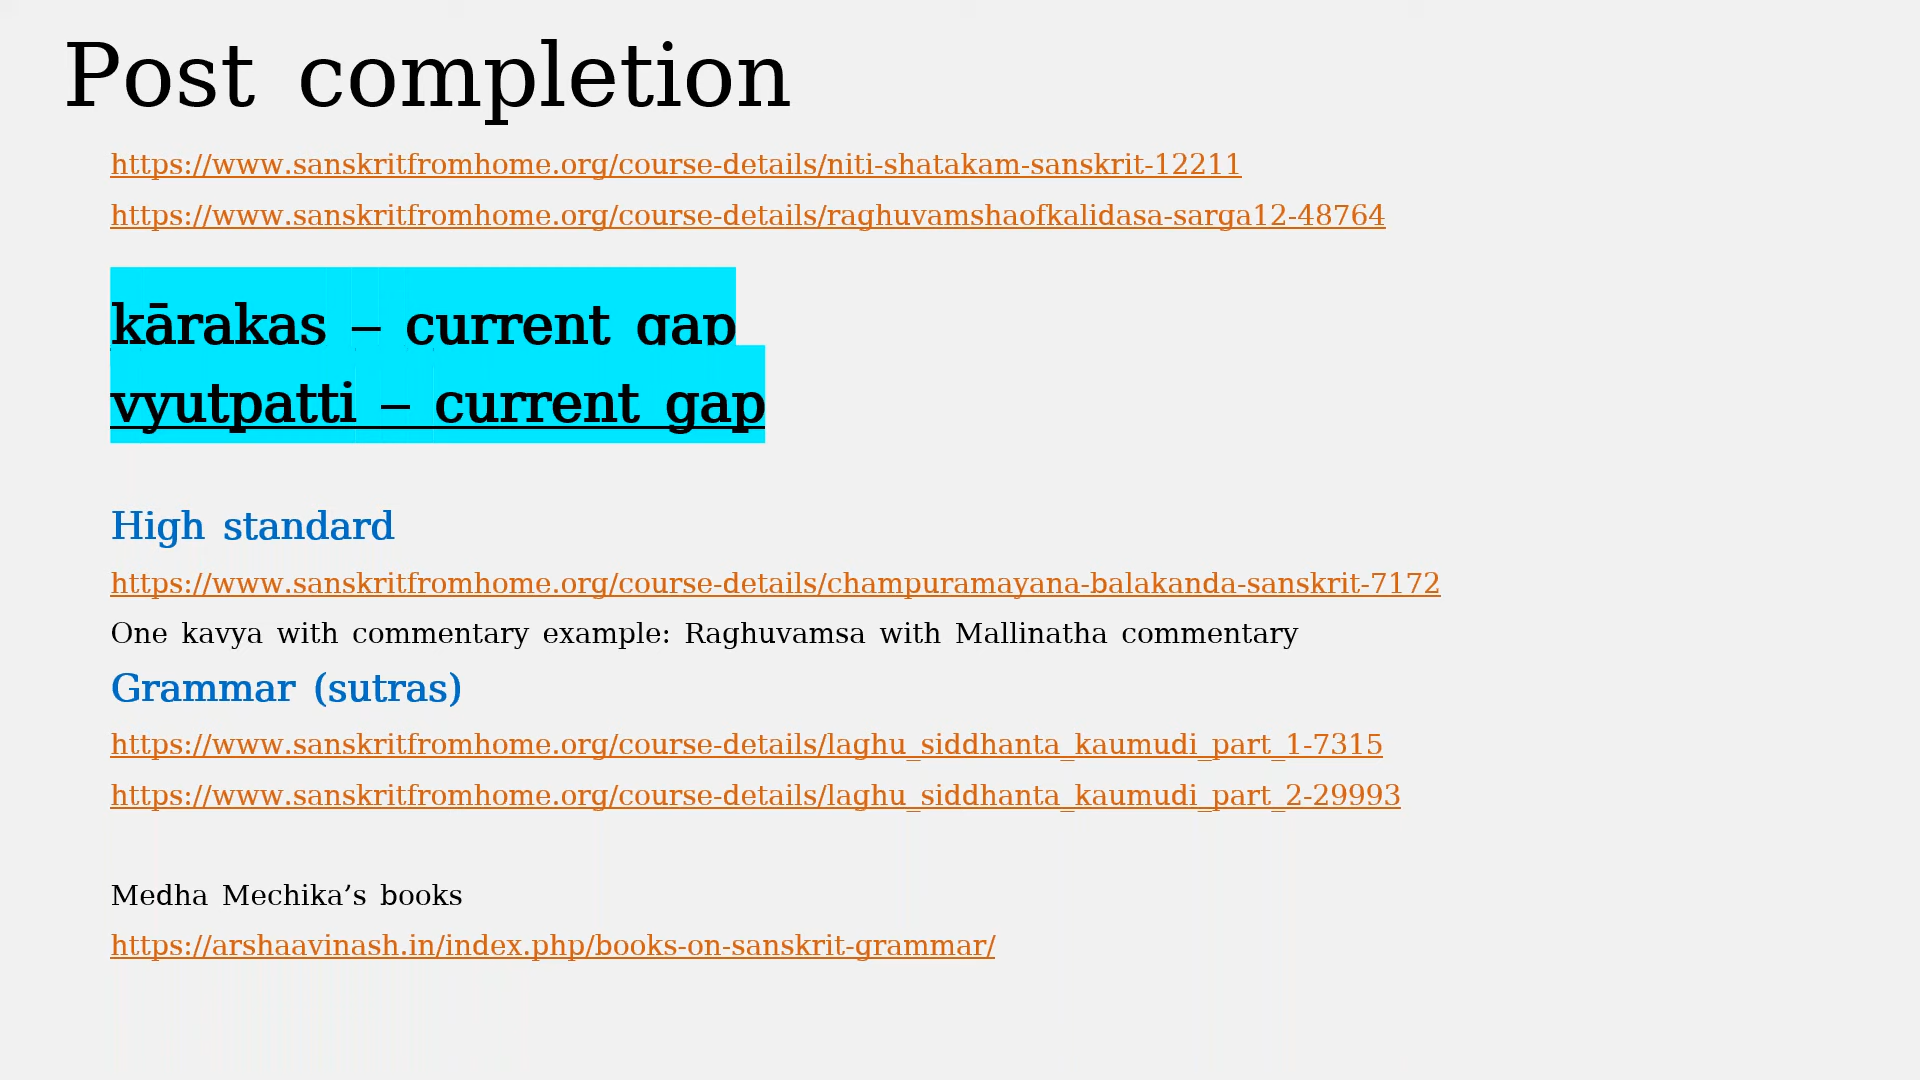 Post completion
https://www.sanskritfromhome.org/course-details/niti-shatakam-sanskrit-12211
https://www.sanskritfromhome.org/course-details/raghuvamshaofkalidasa-sarga12-48764
kārakas – current gap
vyutpatti – current gap
High standard
https://www.sanskritfromhome.org/course-details/champuramayana-balakanda-sanskrit-7172
One kavya with commentary example: Raghuvamsa with Mallinatha commentary
Grammar (sutras)
https://www.sanskritfromhome.org/course-details/laghu_siddhanta_kaumudi_part_1-7315
https://www.sanskritfromhome.org/course-details/laghu_siddhanta_kaumudi_part_2-29993
Medha Mechika’s books
https://arshaavinash.in/index.php/books-on-sanskrit-grammar/